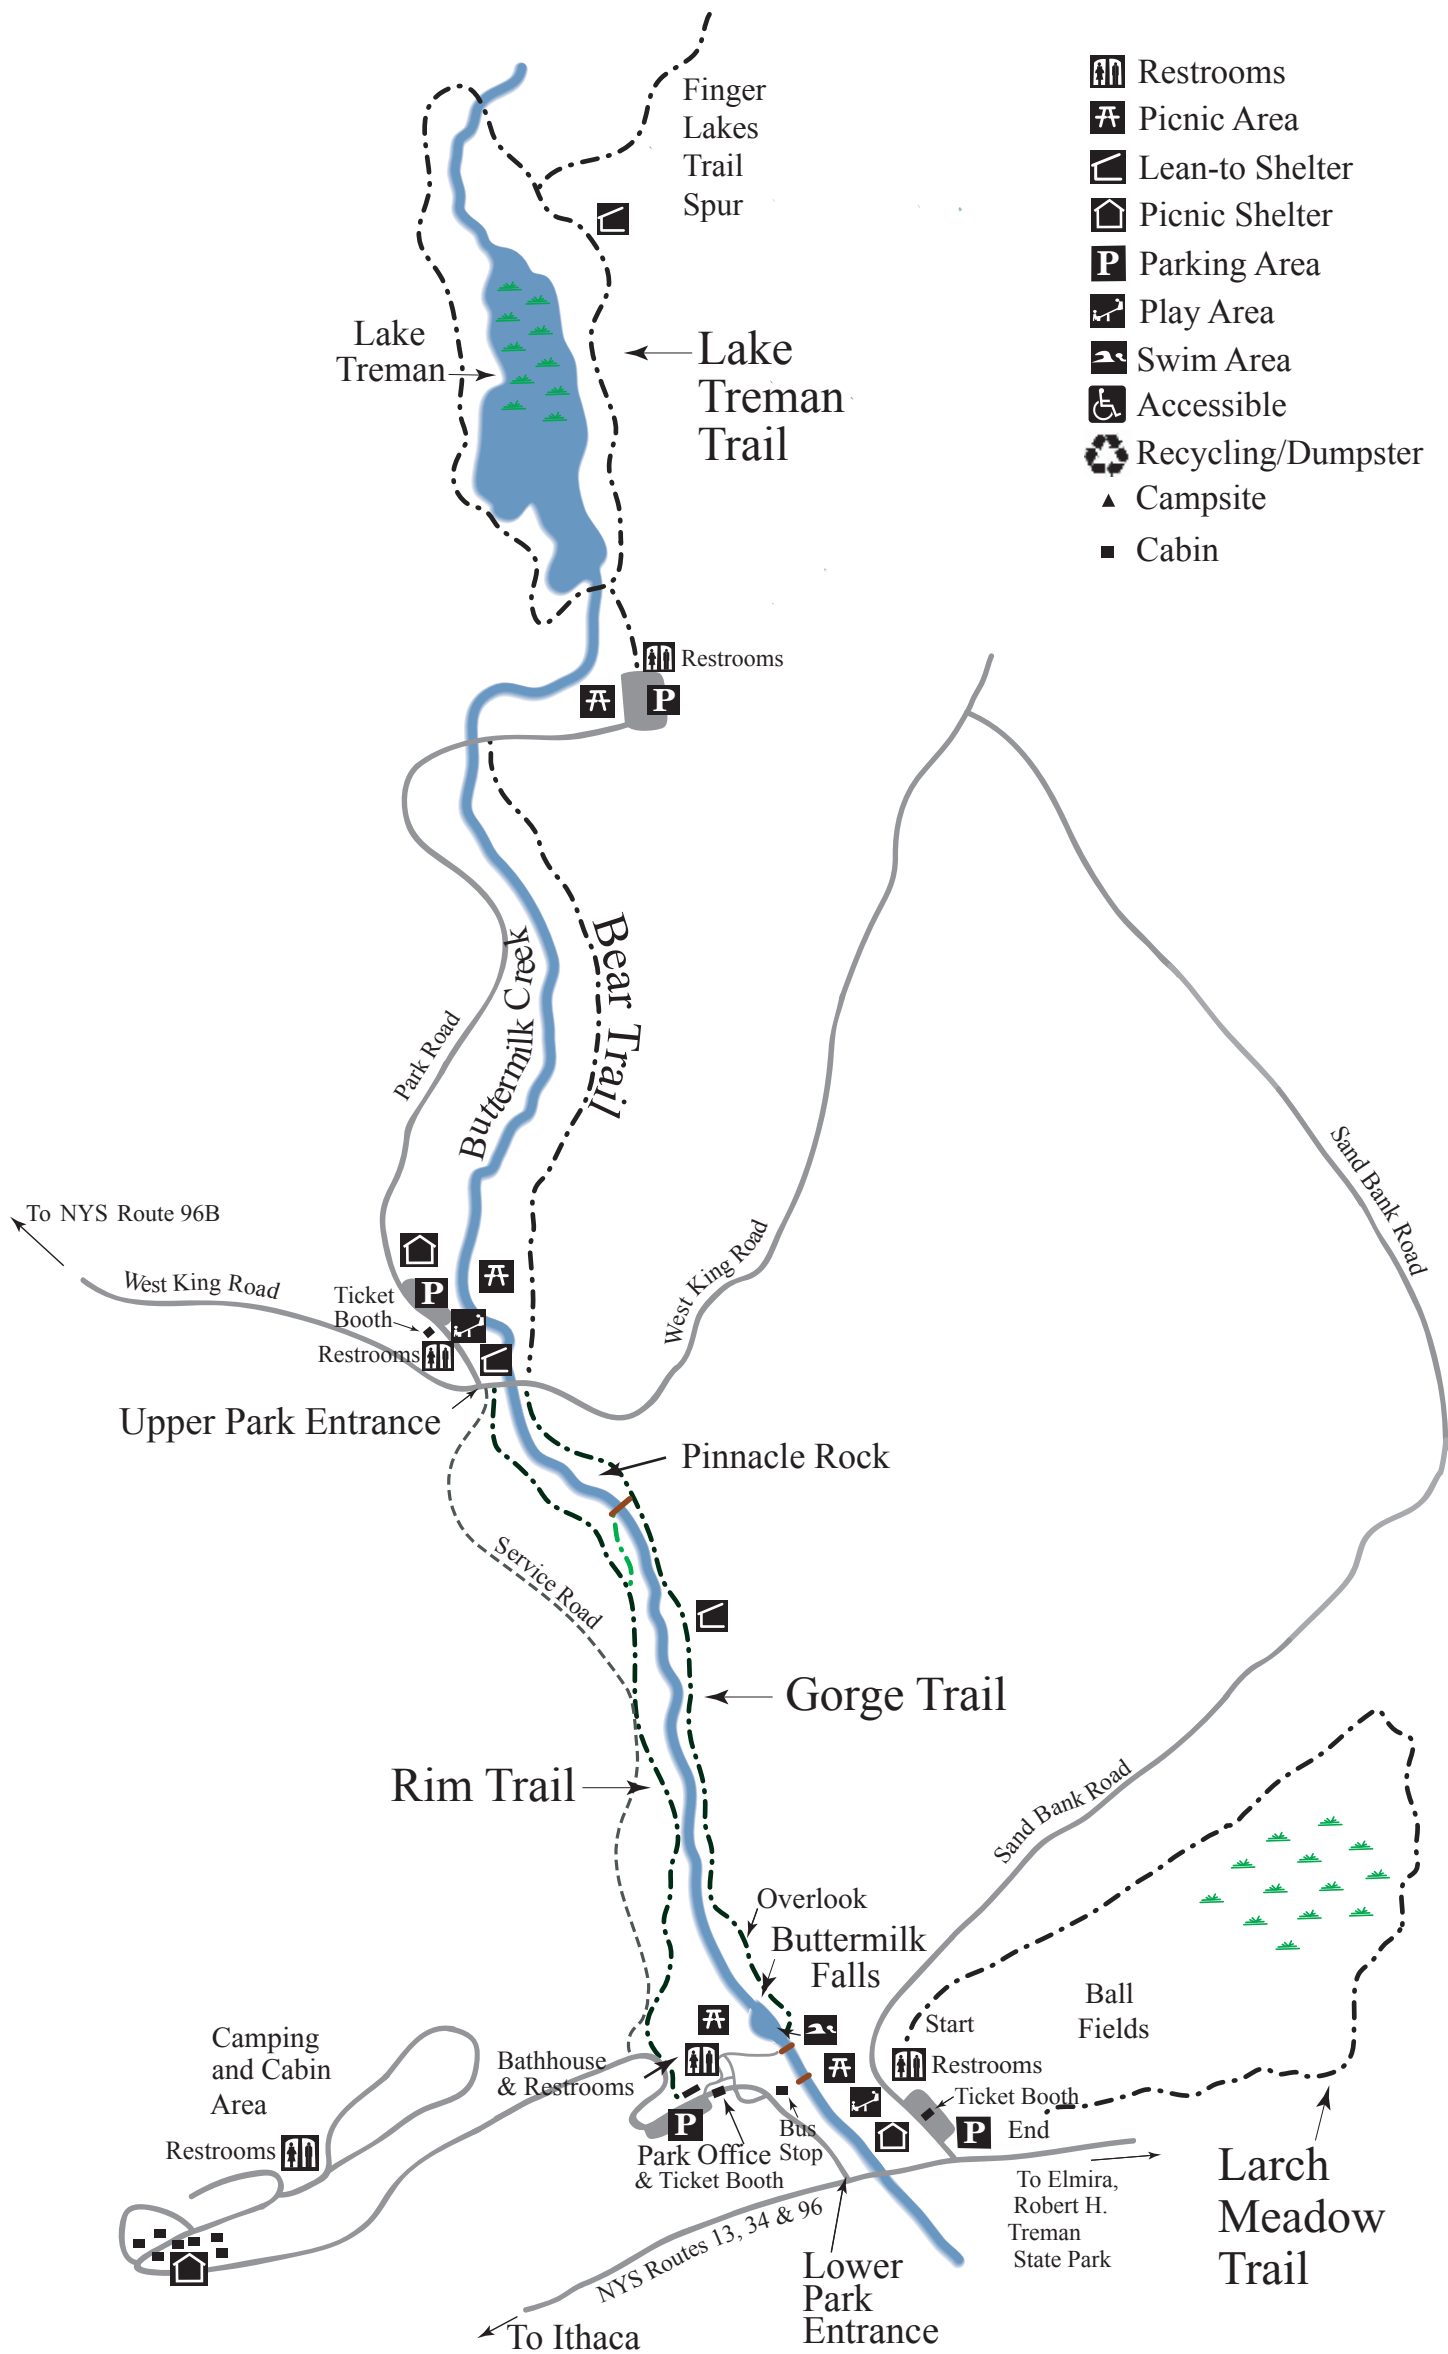 Finger
Lakes
Trail
Spur
Restrooms
Picnic Area
Lean-to Shelter
Picnic Shelter
P Parking Area
Play Area
Swim Area
Accessible
Recycling/Dumpster
Campsite
Cabin
Lake
Treman
Lake
Treman
Trail
Restrooms
P
Bear Trail
Buttermilk Creek
Park Road
Sand Bank Road
To NYS Route 96B
West King Road
West King Road
Ticket
Booth
P
Restrooms
Upper Park Entrance
Pinnacle Rock
Service Road
Gorge Trail
Rim Trail
Sand Bank Road
Overlook
Buttermilk
Falls
Ball
Fields
Start
Restrooms
Ticket Booth
P
End
Camping
and Cabin
Area
Restrooms
Bathhouse
& Restrooms
P
Park Office
& Ticket Booth
Bus
Stop
To Elmira,
Robert H.
Treman
State Park
Larch
Meadow
Trail
NYS Routes 13, 34 & 96
Lower
Park
Entrance
To Ithaca